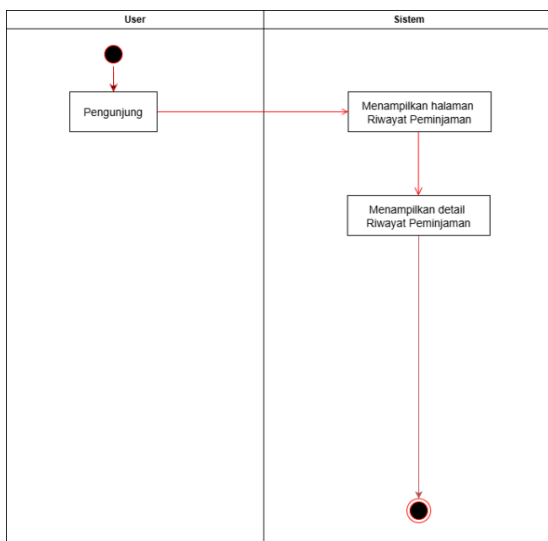 User
Sistem
Pengunjung
Menampilkan halaman
Riwayat Peminjaman
Menampilkan detail
Riwayat Peminjaman